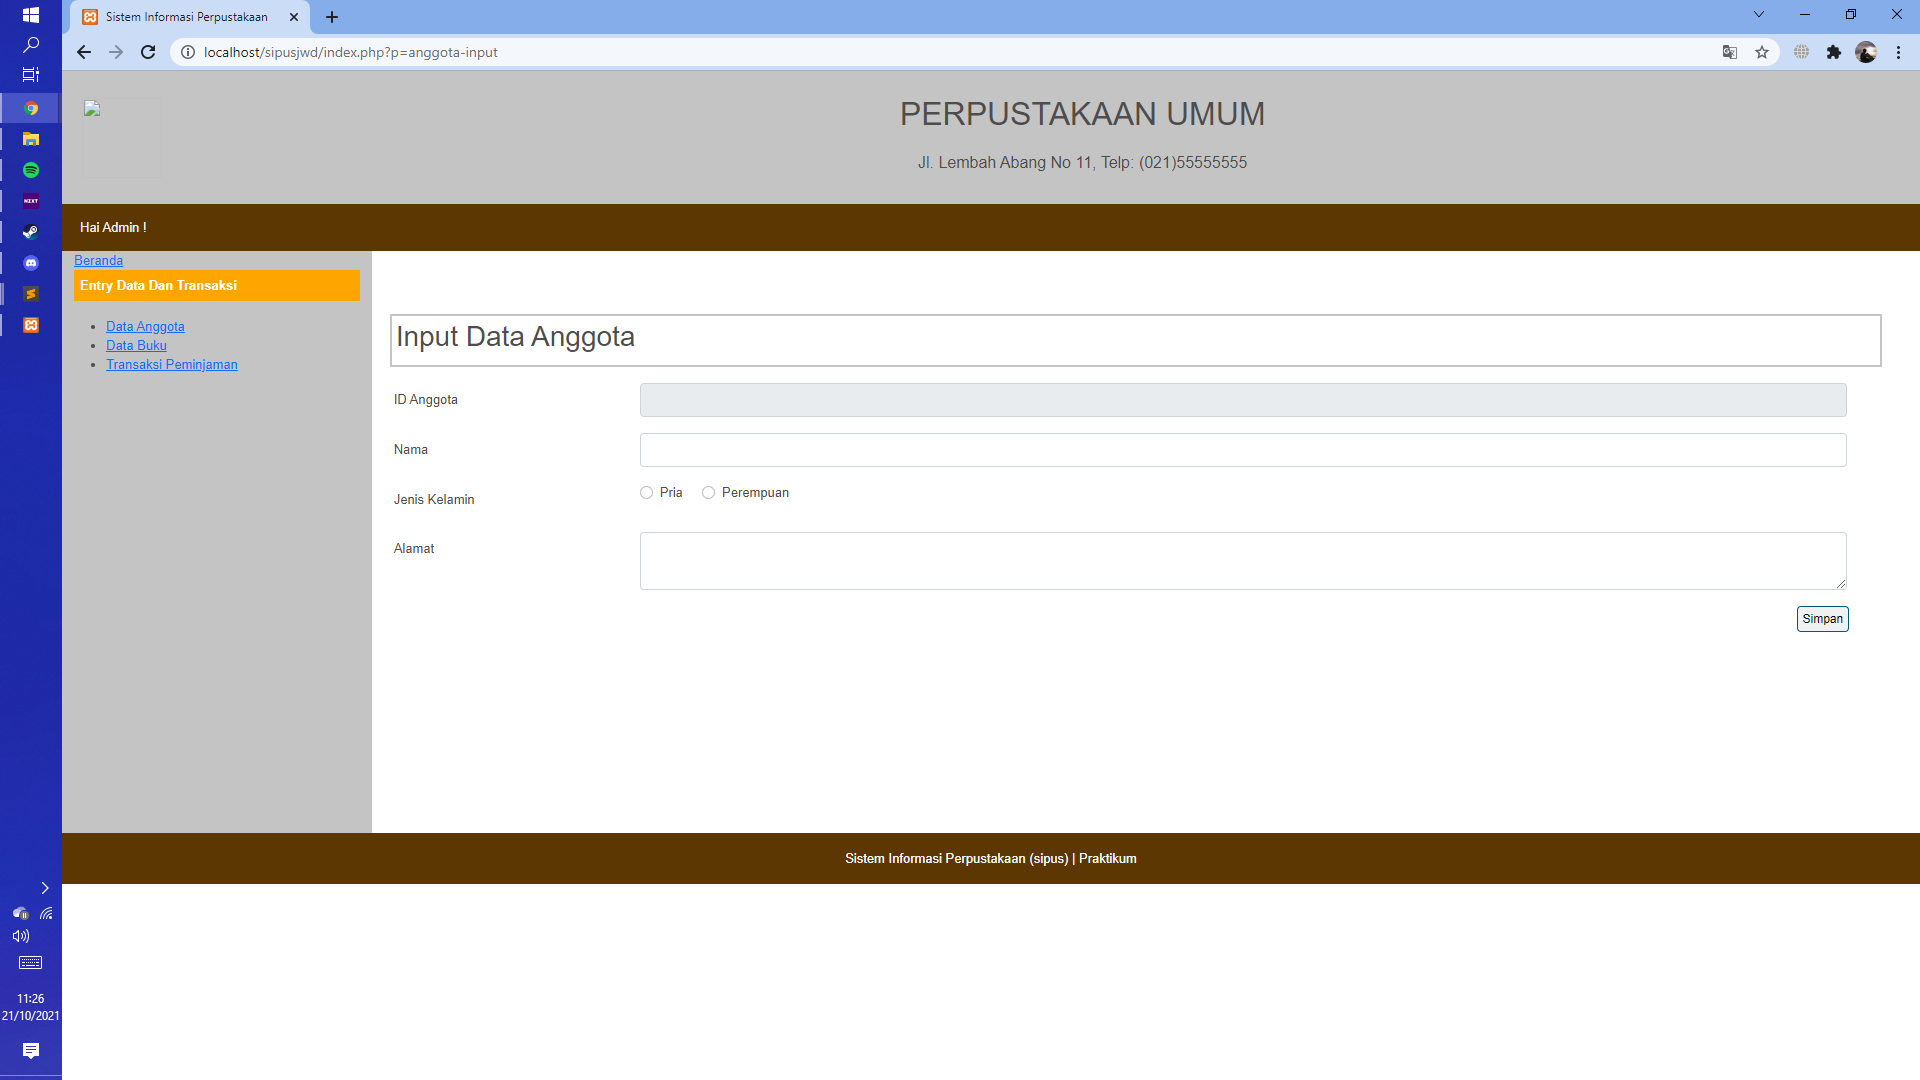 Sistem Informasi Perpustakaan
localhost/sipusjwd/index.php?p=anggota-input
PERPUSTAKAAN UMUM
Jl. Lembah Abang No 11, Telp: (021)55555555
Hai Admin !
Beranda
Entry Data Dan Transaksi
Data Anggota
Data Buku
Transaksi Peminjaman
Input Data Anggota
ID Anggota
Nama
Jenis Kelamin
Pria
Perempuan
Alamat
Simpan
Sistem Informasi Perpustakaan (sipus) | Praktikum
NZXT
11:26
21/10/2021